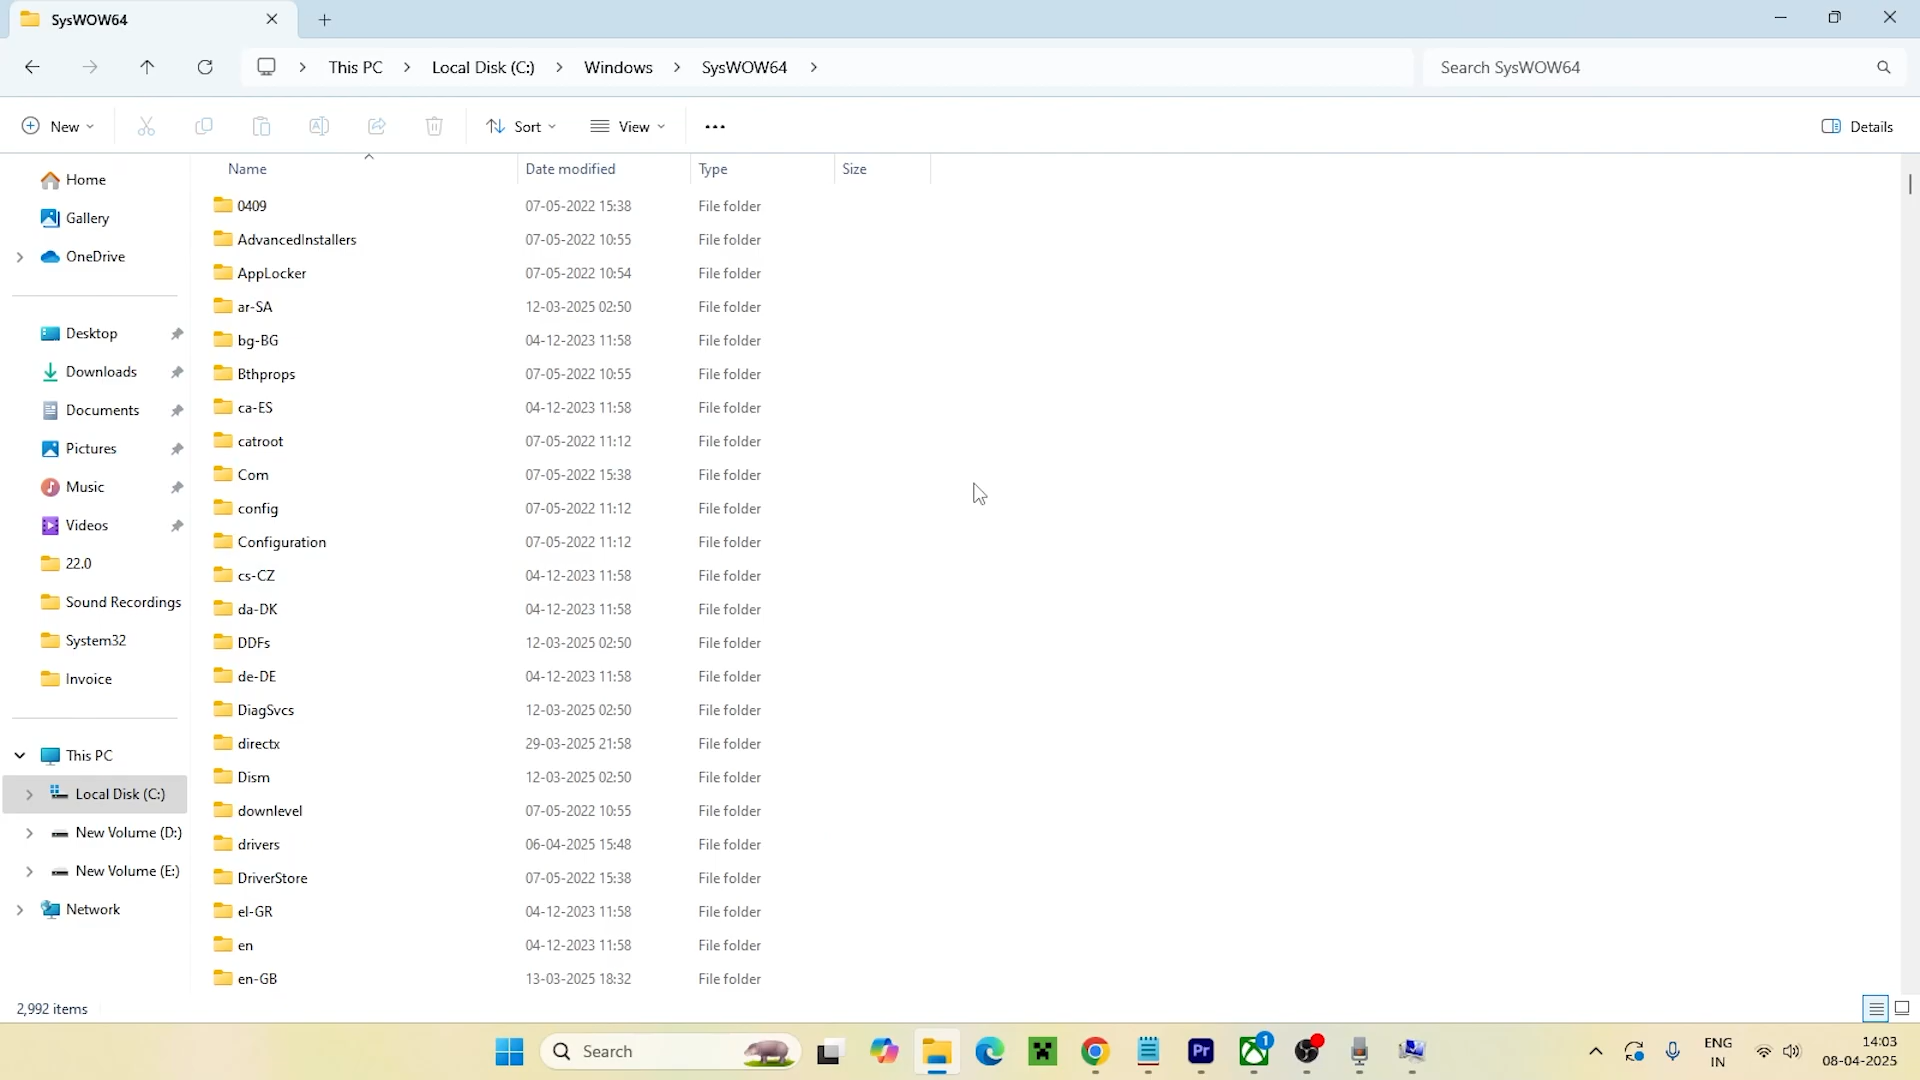 SysWOW64
This PC > Local Disk (C:) > Windows > SysWOW64 >
Search SysWOW64
New
Sort
View
Details
Name Date modified Type Size
Home
Gallery
OneDrive
Desktop
Downloads
Documents
Pictures
Music
Videos
22.0
Sound Recordings
System32
Invoice
This PC
Local Disk (C:)
New Volume (D:)
New Volume (E:)
Network
0409 07-05-2022 15:38 File folder
AdvancedInstallers 07-05-2022 10:55 File folder
AppLocker 07-05-2022 10:54 File folder
ar-SA 12-03-2025 02:50 File folder
bg-BG 04-12-2023 11:58 File folder
Bthprops 07-05-2022 10:55 File folder
ca-ES 04-12-2023 11:58 File folder
catroot 07-05-2022 11:12 File folder
Com 07-05-2022 15:38 File folder
config 07-05-2022 11:12 File folder
Configuration 07-05-2022 11:12 File folder
cs-CZ 04-12-2023 11:58 File folder
da-DK 04-12-2023 11:58 File folder
DDFs 12-03-2025 02:50 File folder
de-DE 04-12-2023 11:58 File folder
DiagSvcs 12-03-2025 02:50 File folder
directx 29-03-2025 21:58 File folder
Dism 12-03-2025 02:50 File folder
downlevel 07-05-2022 10:55 File folder
drivers 06-04-2025 15:48 File folder
DriverStore 07-05-2022 15:38 File folder
el-GR 04-12-2023 11:58 File folder
en 04-12-2023 11:58 File folder
en-GB 13-03-2025 18:32 File folder
2,992 items
Search
Pr
1
ENG
IN
14:03
08-04-2025